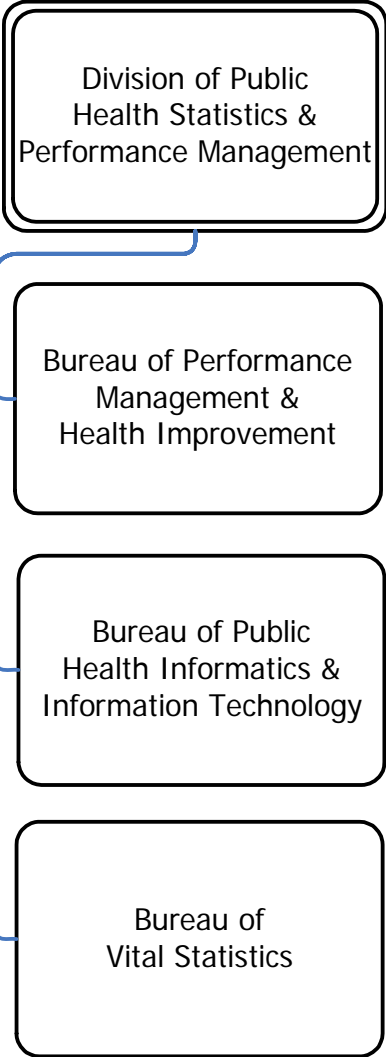 Division of Public
Health Statistics &
Performance Management
Bureau of Performance
Management &
Health Improvement
Bureau of Public
Health Informatics &
Information Technology
Bureau of
Vital Statistics